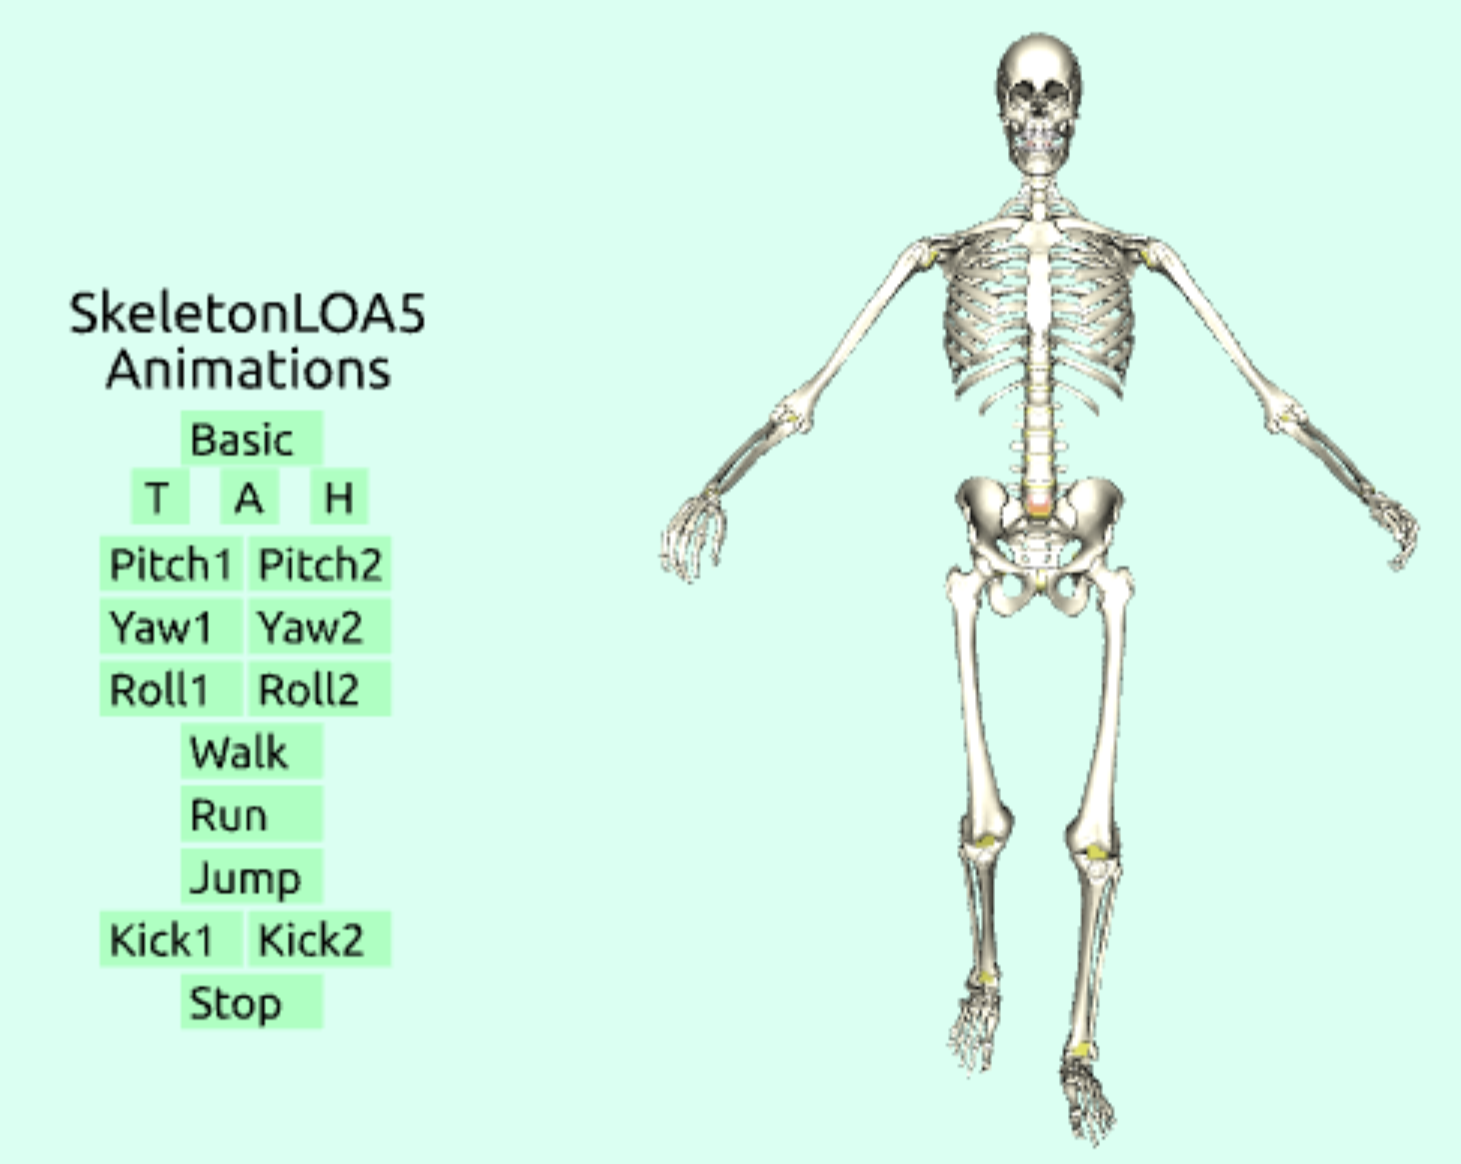 SkeletonLOA5
Animations
Basic
T A H
Pitch1 Pitch2
Yaw1 Yaw2
Roll1 Roll2
Walk
Run
Jump
Kick1 Kick2
Stop